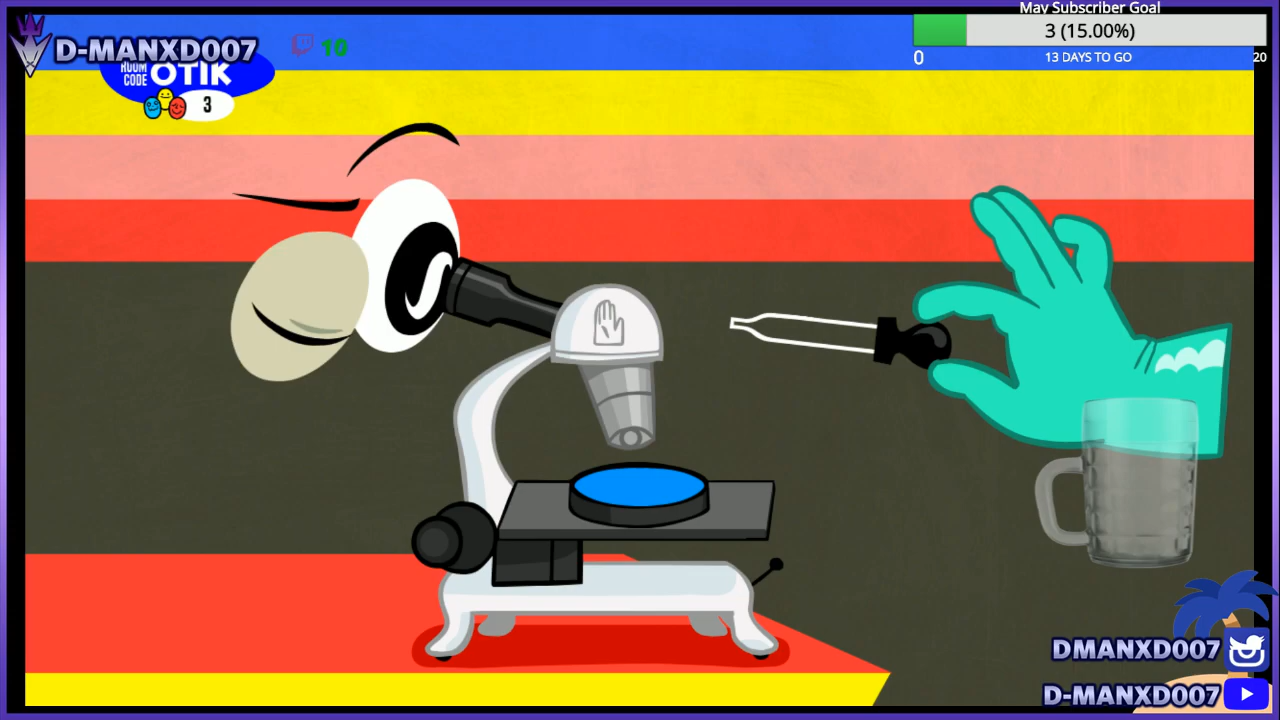 May Subscriber Goal
3 (15.00%)
0
13 DAYS TO GO
20
D-MANXD007
10
ROOM
CODE
OTIK
3
DMANXD007
D-MANXD007